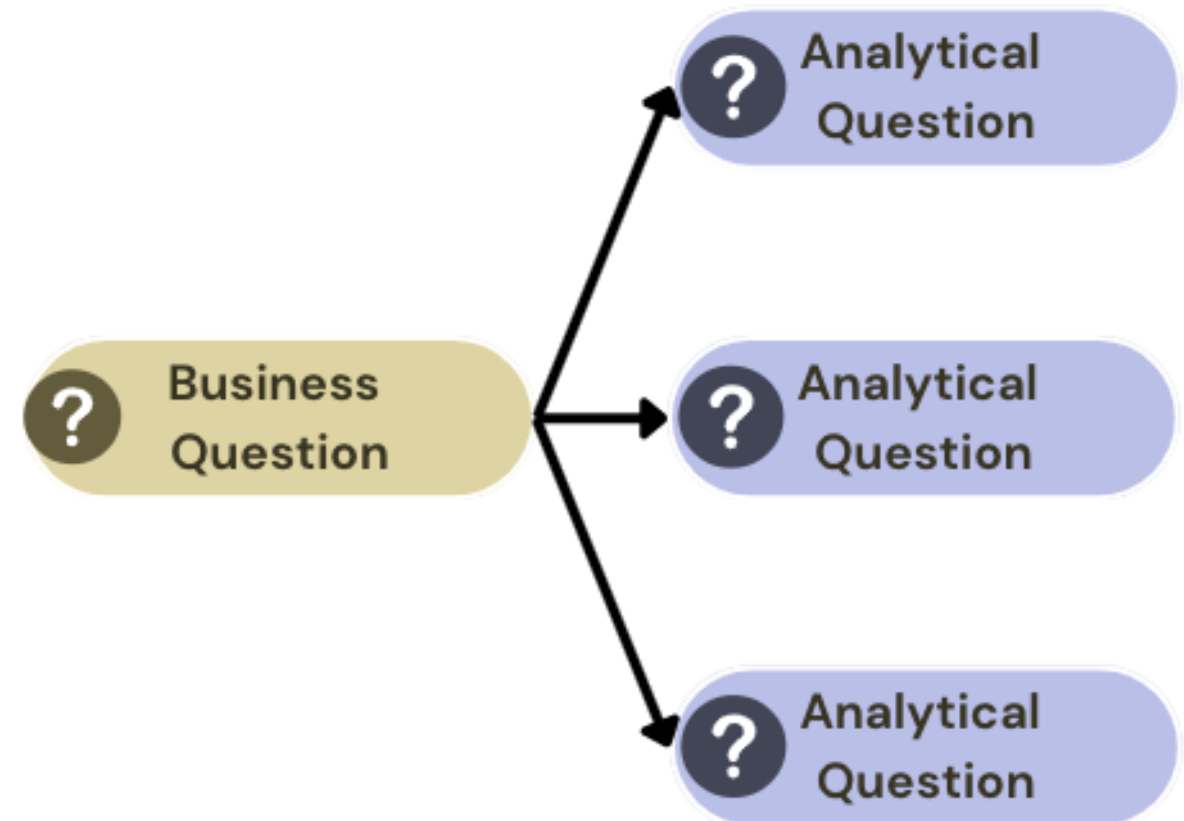 Analytical
Question
?
Business
Question
?
Analytical
Question
?
Analytical
Question
?